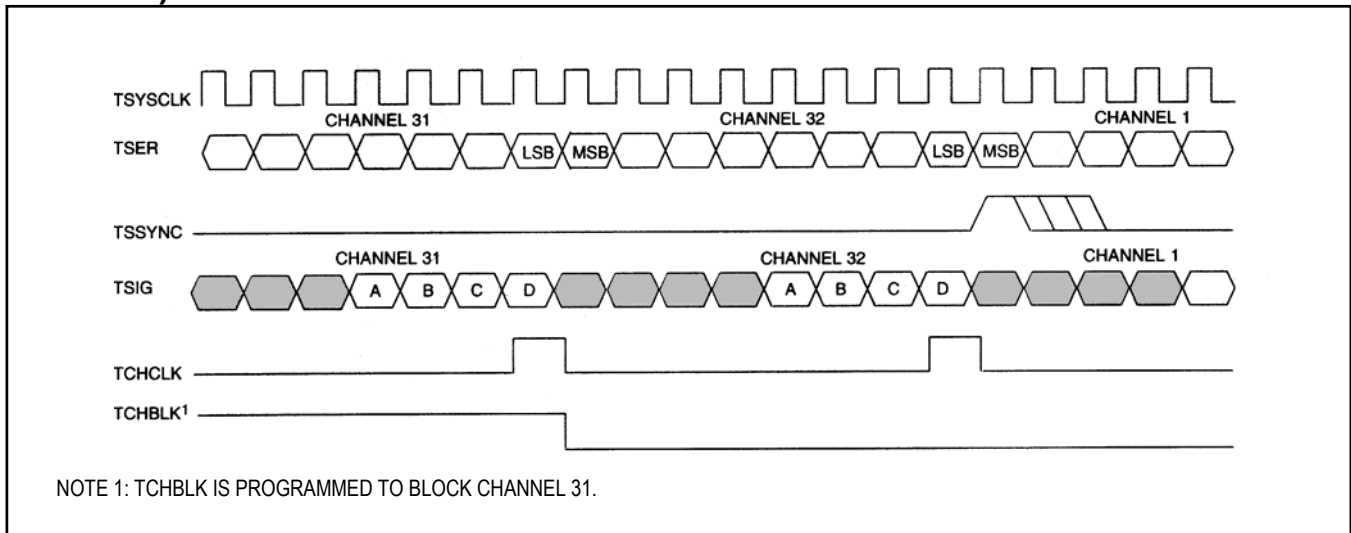 TSYSCLK
CHANNEL 31 CHANNEL 32 CHANNEL 1
TSER LSB MSB LSB MSB
TSSYNC
CHANNEL 31 CHANNEL 32 CHANNEL 1
TSIG A B C D A B C D
TCHCLK
TCHBLK1
NOTE 1: TCHBLK IS PROGRAMMED TO BLOCK CHANNEL 31.